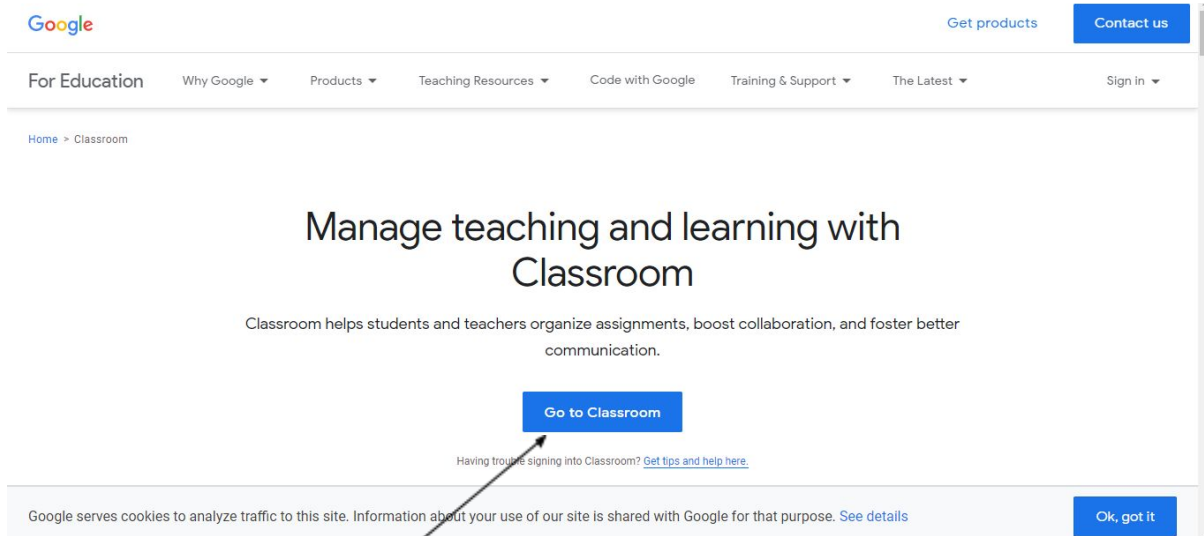 Google
Get products
Contact us
For Education
Why Google
Products
Teaching Resources
Code with Google
Training & Support
The Latest
Sign in
Home > Classroom
Manage teaching and learning with
Classroom
Classroom helps students and teachers organize assignments, boost collaboration, and foster better
communication.
Go to Classroom
Having trouble signing into Classroom? Get tips and help here.
Google serves cookies to analyze traffic to this site. Information about your use of our site is shared with Google for that purpose. See details
Ok, got it